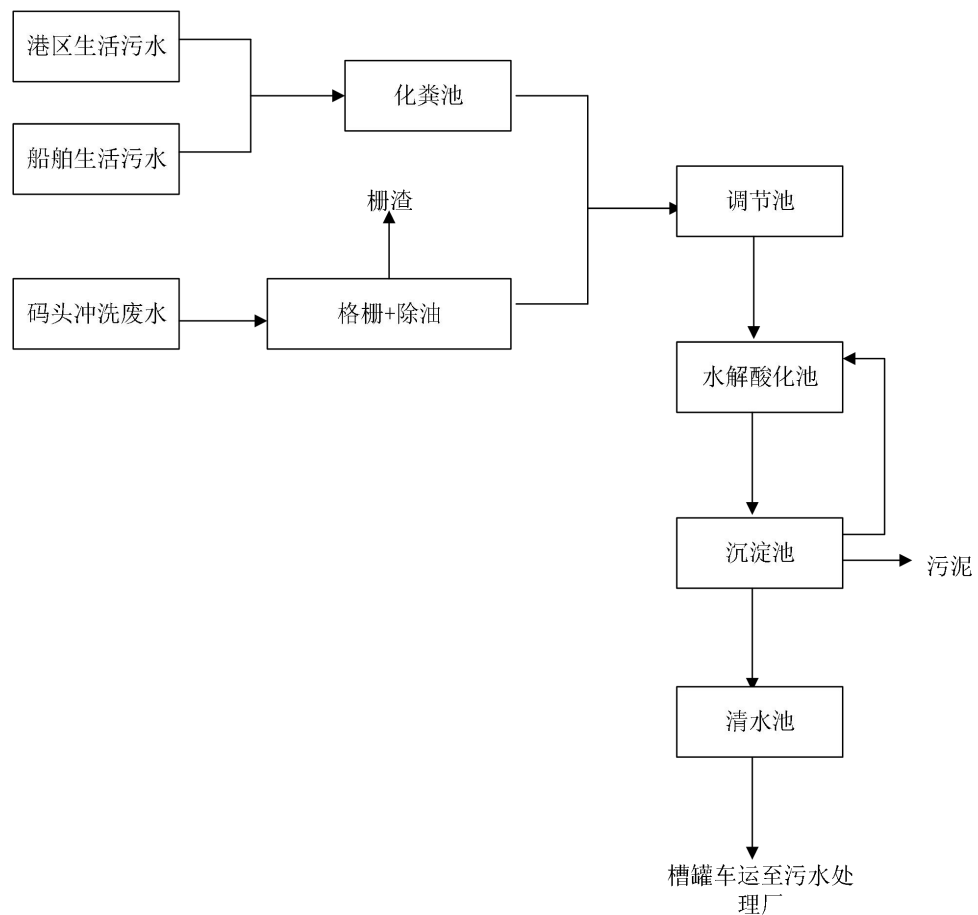 港区生活污水
化粪池
船舶生活污水
调节池
栅渣
码头冲洗废水
格栅+除油
水解酸化池
沉淀池
污泥
清水池
槽罐车运至污水处
理厂